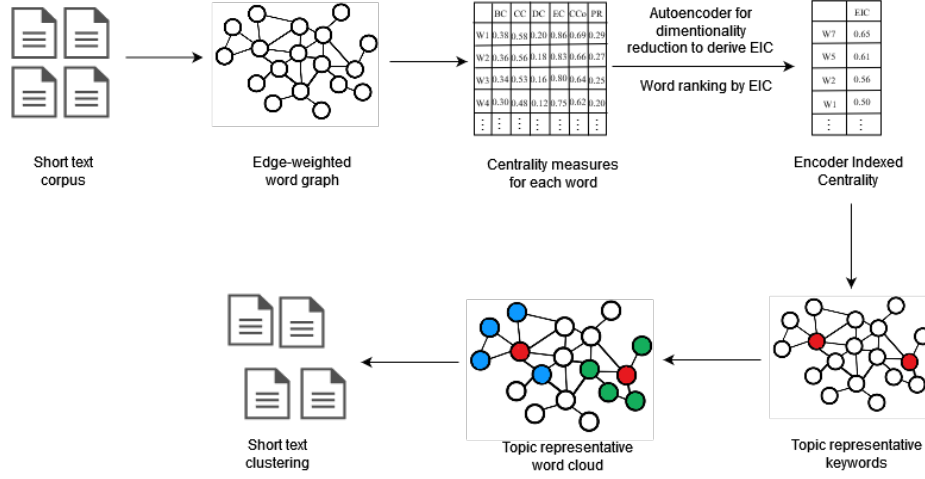 BC CC DC EC CCo PR
W1 0.38 0.58 0.20 0.86 0.69 0.29
W2 0.36 0.56 0.18 0.83 0.66 0.27
W3 0.34 0.53 0.16 0.80 0.64 0.25
W4 0.30 0.48 0.12 0.75 0.62 0.20
Autoencoder for
dimentionality
reduction to derive EIC
Word ranking by EIC
EIC
W7 0.65
W5 0.61
W2 0.56
W1 0.50
Short text
corpus
Edge-weighted
word graph
Centrality measures
for each word
Encoder Indexed
Centrality
Short text
clustering
Topic representative
word cloud
Topic representative
keywords